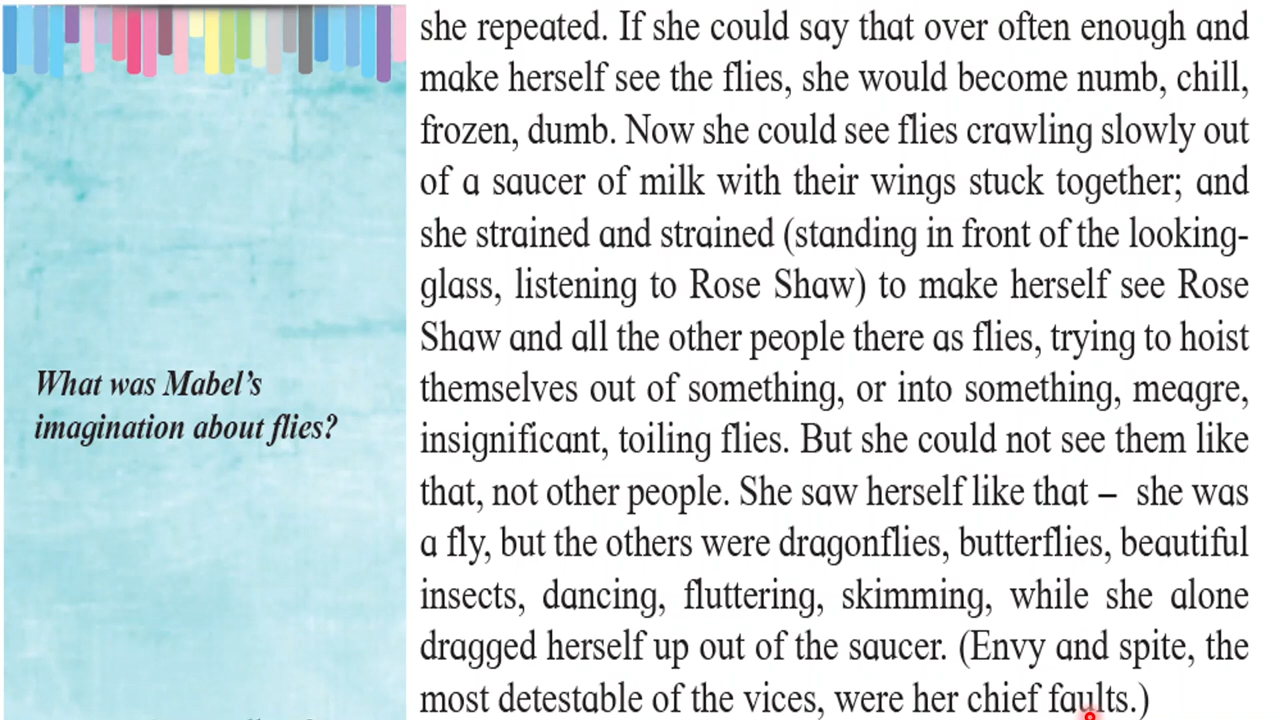 What was Mabel's
imagination about flies?
she repeated. If she could say that over often enough and
make herself see the flies, she would become numb, chill,
frozen, dumb. Now she could see flies crawling slowly out
of a saucer of milk with their wings stuck together; and
she strained and strained (standing in front of the looking-
glass, listening to Rose Shaw) to make herself see Rose
Shaw and all the other people there as flies, trying to hoist
themselves out of something, or into something, meagre,
insignificant, toiling flies. But she could not see them like
that, not other people. She saw herself like that – she was
a fly, but the others were dragonflies, butterflies, beautiful
insects, dancing, fluttering, skimming, while she alone
dragged herself up out of the saucer. (Envy and spite, the
most detestable of the vices, were her chief faults.)